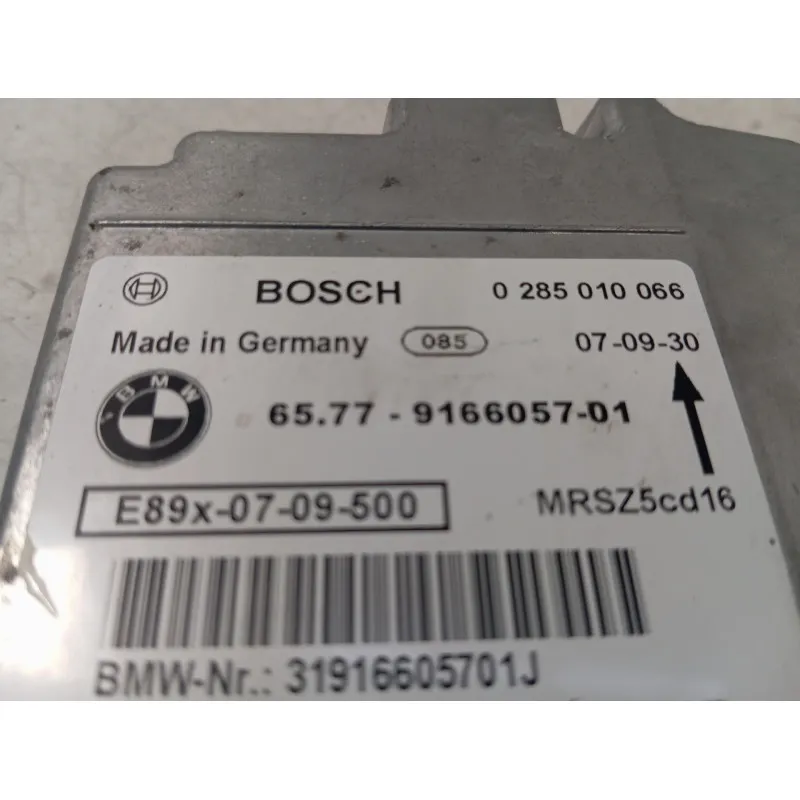 BOSCH 0 285 010 066
Made in Germany 085 07-09-30
BMW 65.77 - 9166057-01
E89x-07-09-500 MRSZ5cd16
BMW-Nr.: 31916605701J